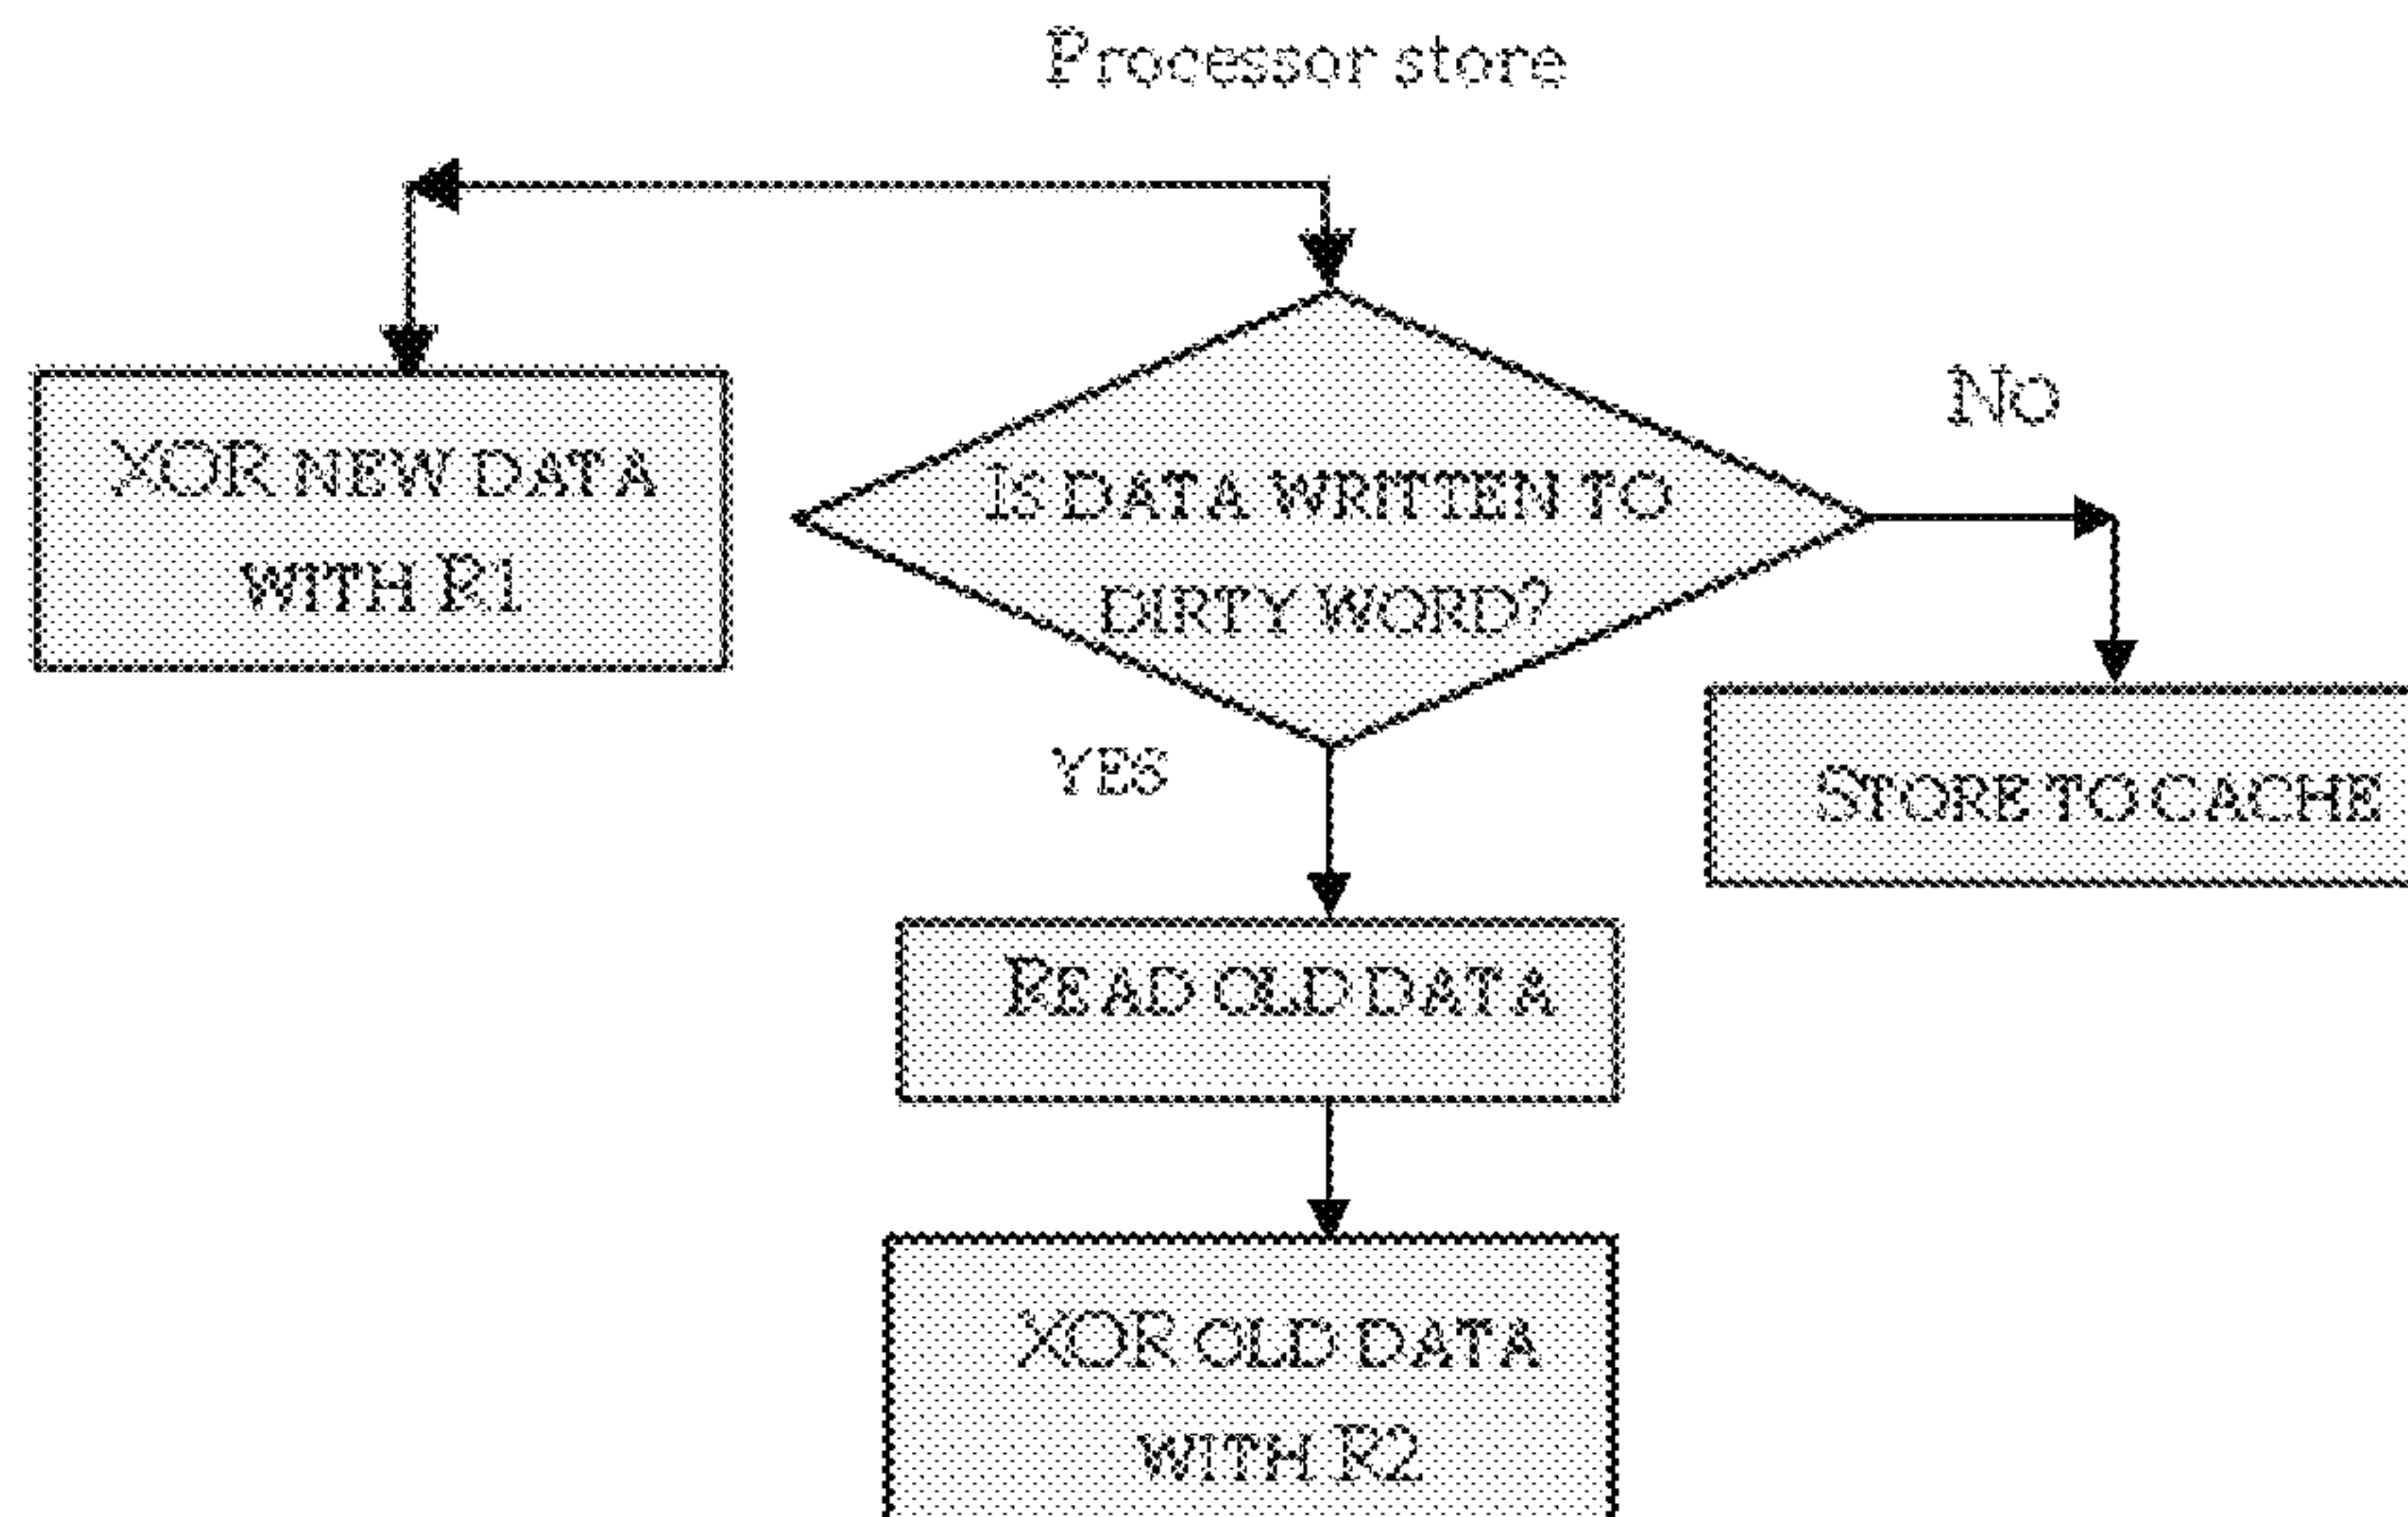 Processor store
XOR NEW DATA
WITH R1
IS DATA WRITTEN TO
DIRTY WORD?
NO
YES
STORE TO CACHE
READ OLD DATA
XOR OLD DATA
WITH R2